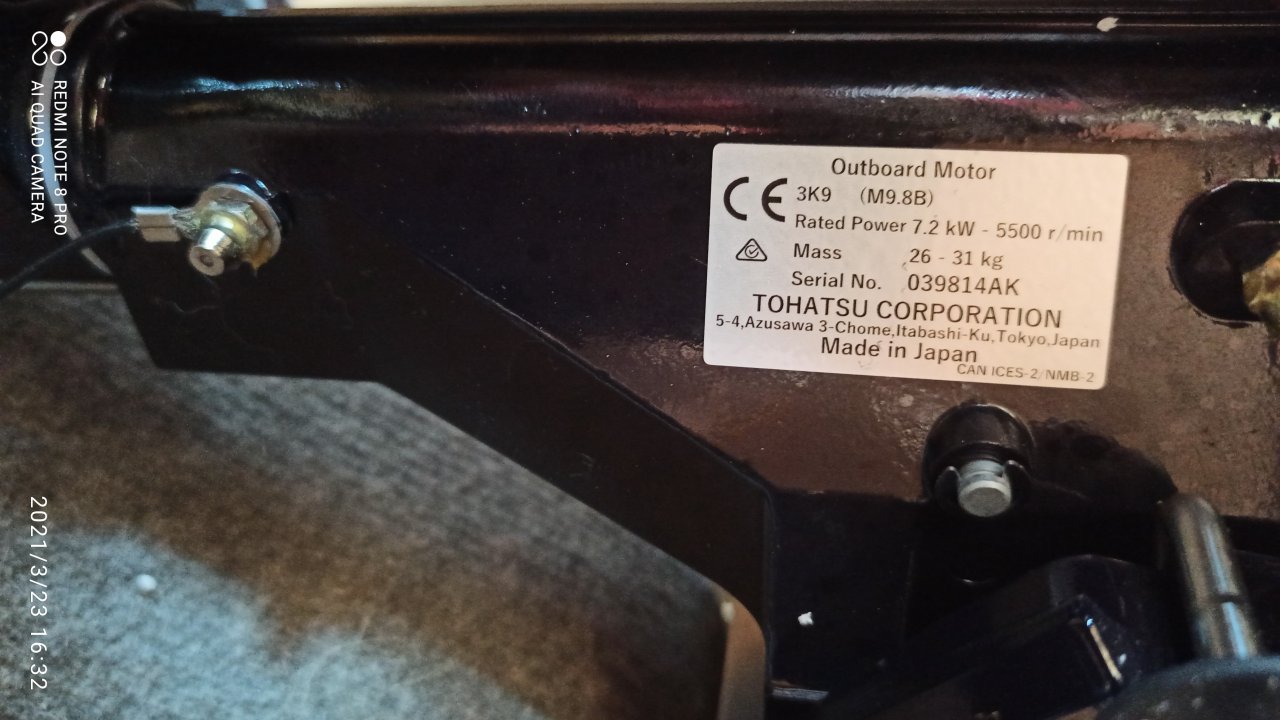 Outboard Motor
CE 3K9 (M9.8B)
Rated Power 7.2 kW - 5500 r/min
Mass 26 - 31 kg
Serial No. 039814AK
TOHATSU CORPORATION
5-4,Azusawa 3-Chome,Itabashi-Ku,Tokyo,Japan
Made in Japan
CAN ICES-2/NMB-2
REDMI NOTE 8 PRO
AI QUAD CAMERA
2021/3/23 16:32